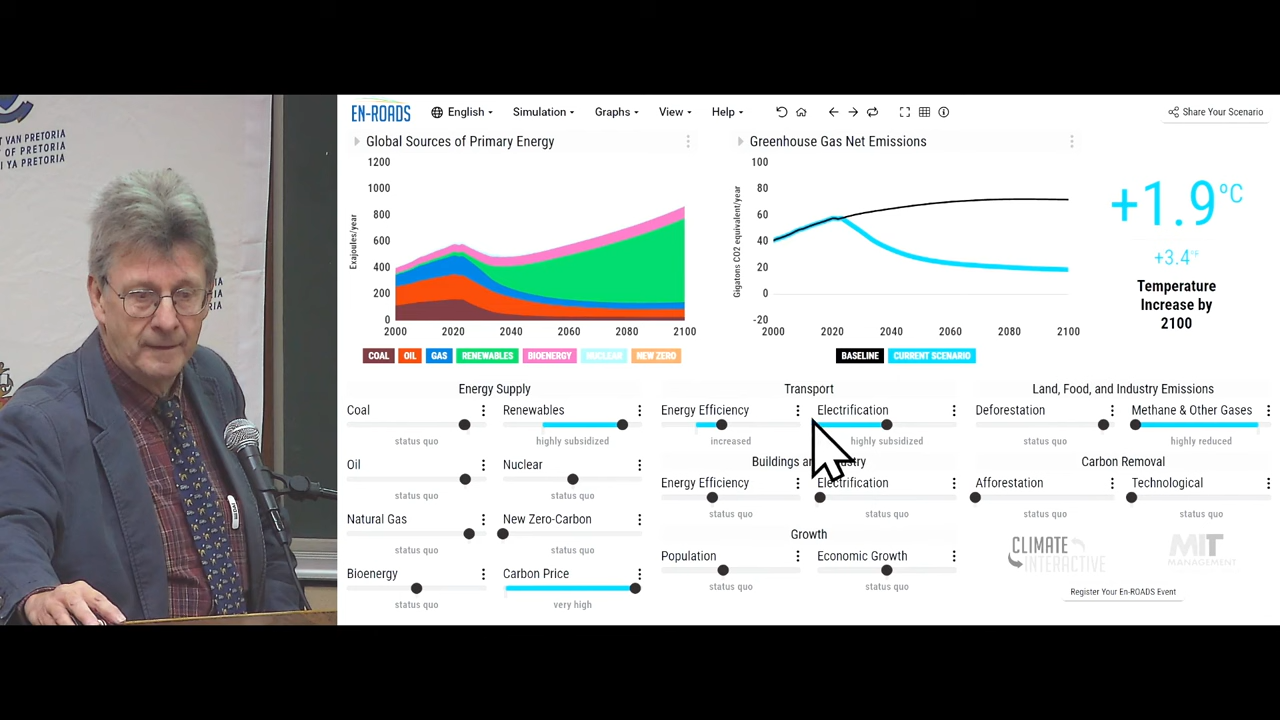 T VAN PRETORIA
Y OF PRETORIA
I YA PRETORIA
EN-ROADS
English
Simulation
Graphs
View
Help
Share Your Scenario
Global Sources of Primary Energy
1200
1000
800
600
400
200
0
Exajoules/year
2000
2020
2040
2060
2080
2100
COAL
OIL
GAS
RENEWABLES
BIOENERGY
NUCLEAR
NEW ZERO
Greenhouse Gas Net Emissions
100
80
60
40
20
0
-20
Gigatons CO2 equivalent/year
2000
2020
2040
2060
2080
2100
BASELINE
CURRENT SCENARIO
+1.9°C
+3.4°F
Temperature
Increase by
2100
Energy Supply
Coal
status quo
Renewables
highly subsidized
Oil
status quo
Nuclear
status quo
Natural Gas
status quo
New Zero-Carbon
status quo
Bioenergy
status quo
Carbon Price
very high
Transport
Energy Efficiency
increased
Electrification
highly subsidized
Buildings and Industry
Energy Efficiency
status quo
Electrification
status quo
Growth
Population
status quo
Economic Growth
status quo
Land, Food, and Industry Emissions
Deforestation
status quo
Methane & Other Gases
highly reduced
Carbon Removal
Afforestation
status quo
Technological
status quo
CLIMATE
INTERACTIVE
MIT
MANAGEMENT
Register Your En-ROADS Event